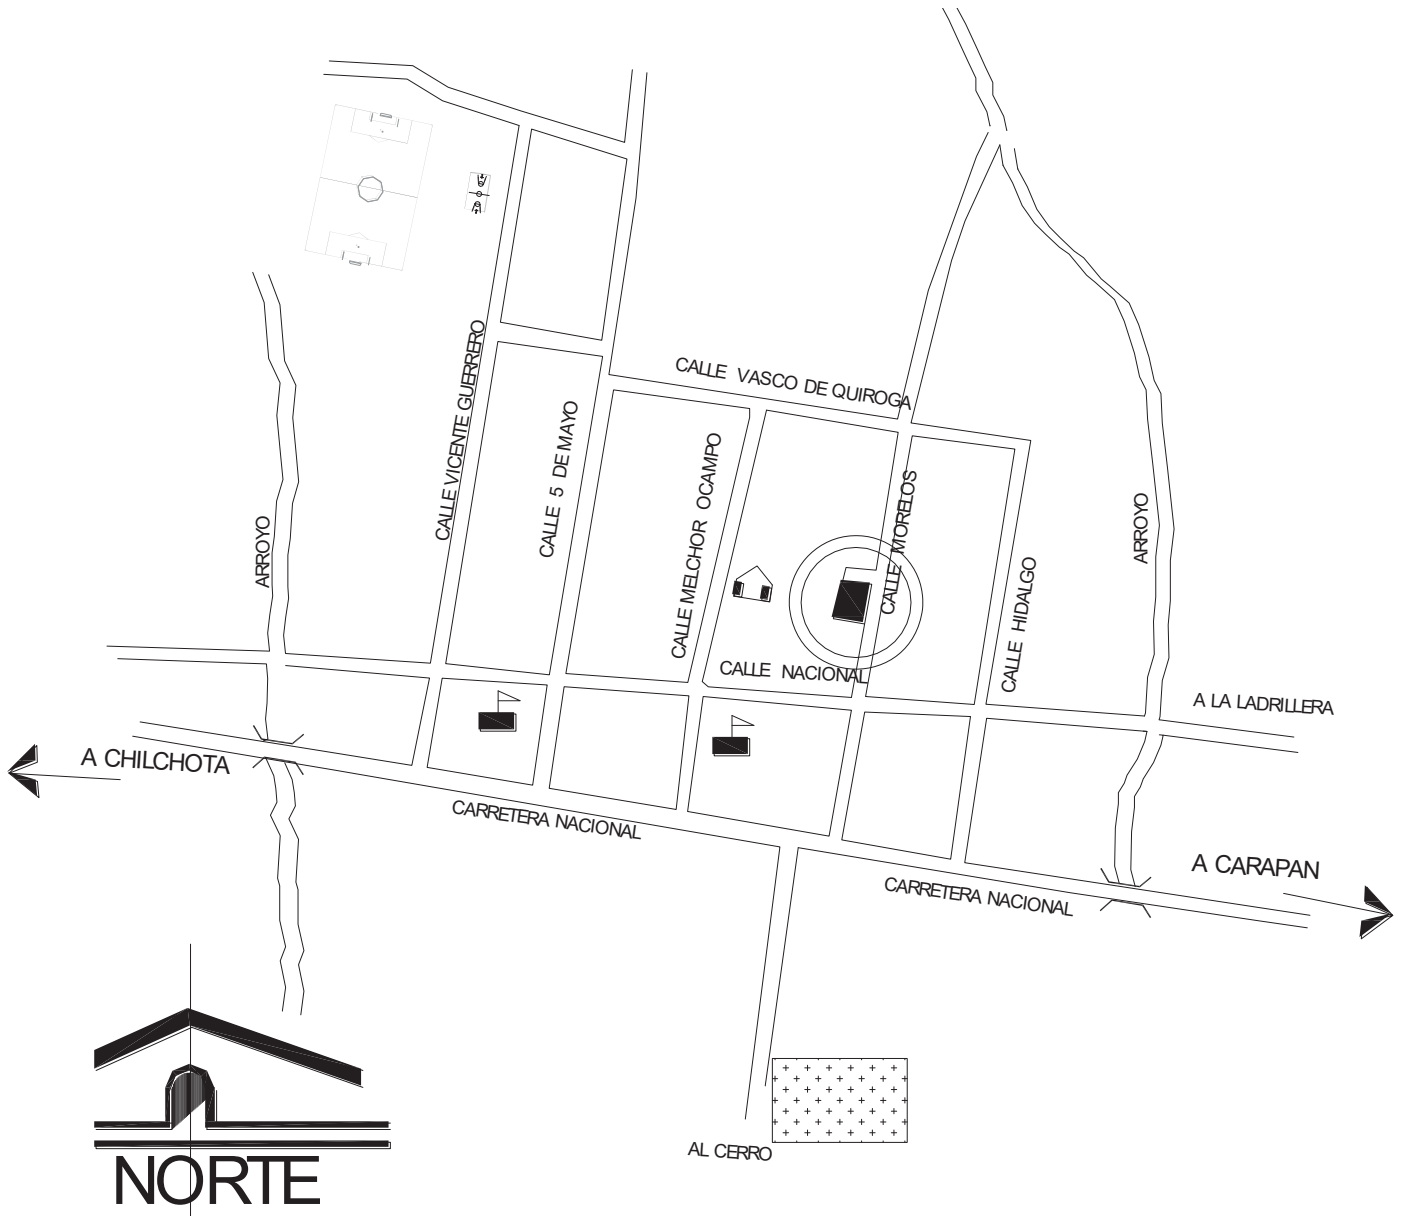 CALLE VASCO DE QUIROGA
CALLE VICENTE GUERRERO
CALLE 5 DE MAYO
CALLE MELCHOR OCAMPO
CALLE MORELOS
CALLE HIDALGO
ARROYO
ARROYO
CALLE NACIONAL
A LA LADRILLERA
A CHILCHOTA
CARRETERA NACIONAL
A CARAPAN
CARRETERA NACIONAL
AL CERRO
NORTE